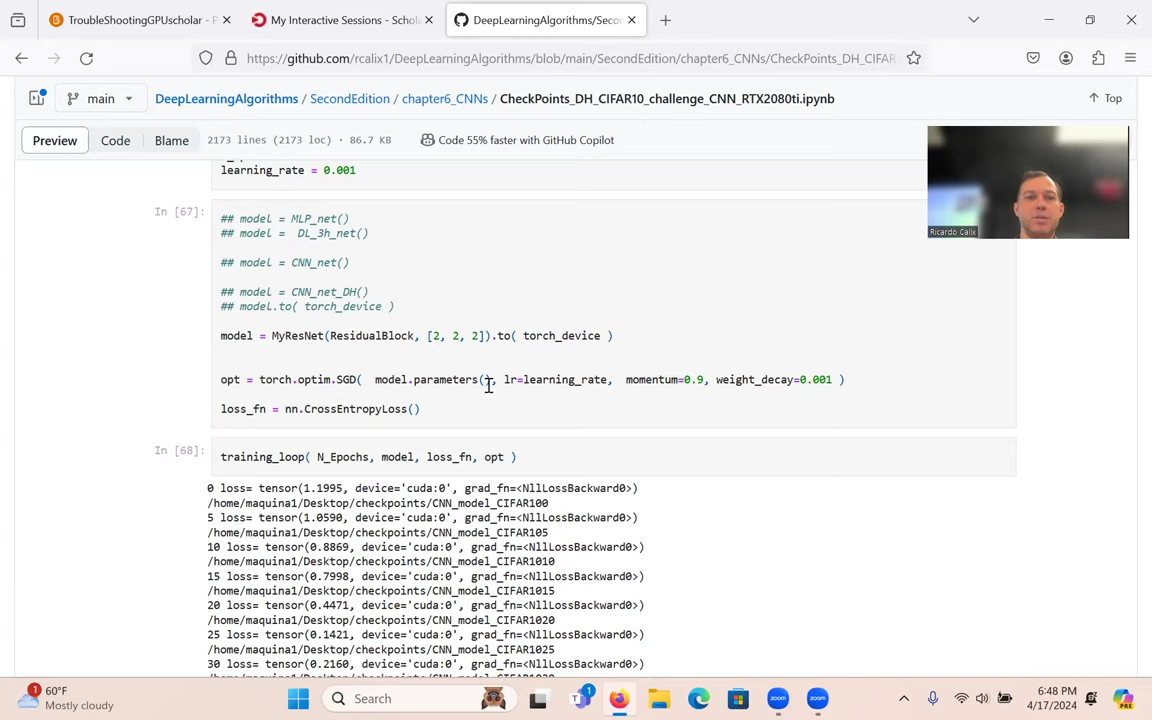 TroubleShootingGPUscholar - P
My Interactive Sessions - Schola
DeepLearningAlgorithms/Secon
https://github.com/rcalix1/DeepLearningAlgorithms/blob/main/SecondEdition/chapter6_CNNs/CheckPoints_DH_CIFAR
main
DeepLearningAlgorithms / SecondEdition / chapter6_CNNs / CheckPoints_DH_CIFAR10_challenge_CNN_RTX2080ti.ipynb
Top
Preview
Code
Blame
2173 lines (2173 loc) · 86.7 KB
Code 55% faster with GitHub Copilot
learning_rate = 0.001
In [67]:
## model = MLP_net()
## model =  DL_3h_net()
## model = CNN_net()
## model = CNN_net_DH()
## model.to( torch_device )
model = MyResNet(ResidualBlock, [2, 2, 2]).to( torch_device )
opt = torch.optim.SGD(  model.parameters(), lr=learning_rate,  momentum=0.9, weight_decay=0.001 )
loss_fn = nn.CrossEntropyLoss()
Ricardo Calix
In [68]:
training_loop( N_Epochs, model, loss_fn, opt )
0 loss= tensor(1.1995, device='cuda:0', grad_fn=<NllLossBackward0>)
/home/maquina1/Desktop/checkpoints/CNN_model_CIFAR100
5 loss= tensor(1.0590, device='cuda:0', grad_fn=<NllLossBackward0>)
/home/maquina1/Desktop/checkpoints/CNN_model_CIFAR105
10 loss= tensor(0.8869, device='cuda:0', grad_fn=<NllLossBackward0>)
/home/maquina1/Desktop/checkpoints/CNN_model_CIFAR1010
15 loss= tensor(0.7998, device='cuda:0', grad_fn=<NllLossBackward0>)
/home/maquina1/Desktop/checkpoints/CNN_model_CIFAR1015
20 loss= tensor(0.4471, device='cuda:0', grad_fn=<NllLossBackward0>)
/home/maquina1/Desktop/checkpoints/CNN_model_CIFAR1020
25 loss= tensor(0.1421, device='cuda:0', grad_fn=<NllLossBackward0>)
/home/maquina1/Desktop/checkpoints/CNN_model_CIFAR1025
30 loss= tensor(0.2160, device='cuda:0', grad_fn=<NllLossBackward0>)
1
60°F
Mostly cloudy
Search
1
zoom
zoom
6:48 PM
4/17/2024
PRE